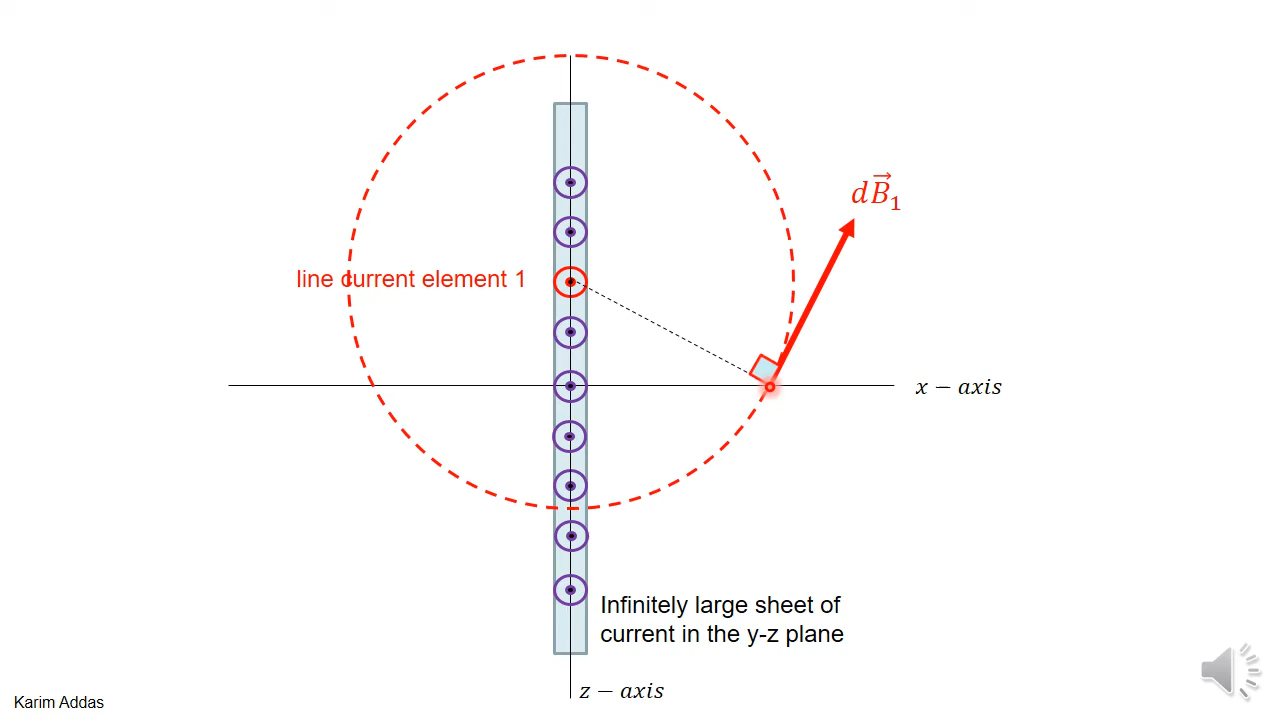 dB⃗₁
line current element 1
x − axis
Infinitely large sheet of
current in the y-z plane
z − axis
Karim Addas